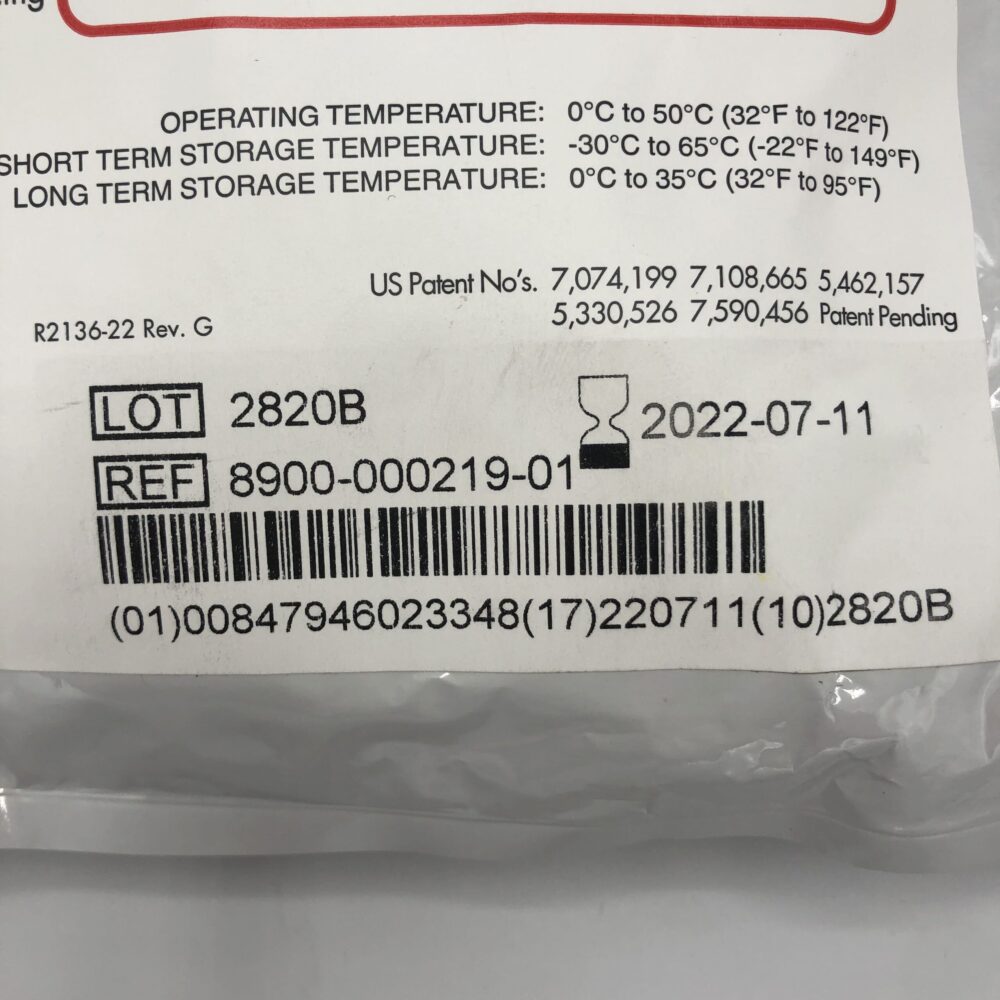 OPERATING TEMPERATURE: 0°C to 50°C (32°F to 122°F)
SHORT TERM STORAGE TEMPERATURE: -30°C to 65°C (-22°F to 149°F)
LONG TERM STORAGE TEMPERATURE: 0°C to 35°C (32°F to 95°F)
US Patent No's. 7,074,199 7,108,665 5,462,157
5,330,526 7,590,456 Patent Pending
R2136-22 Rev. G
LOT 2820B 2022-07-11
REF 8900-000219-01
(01)00847946023348(17)220711(10)2820B